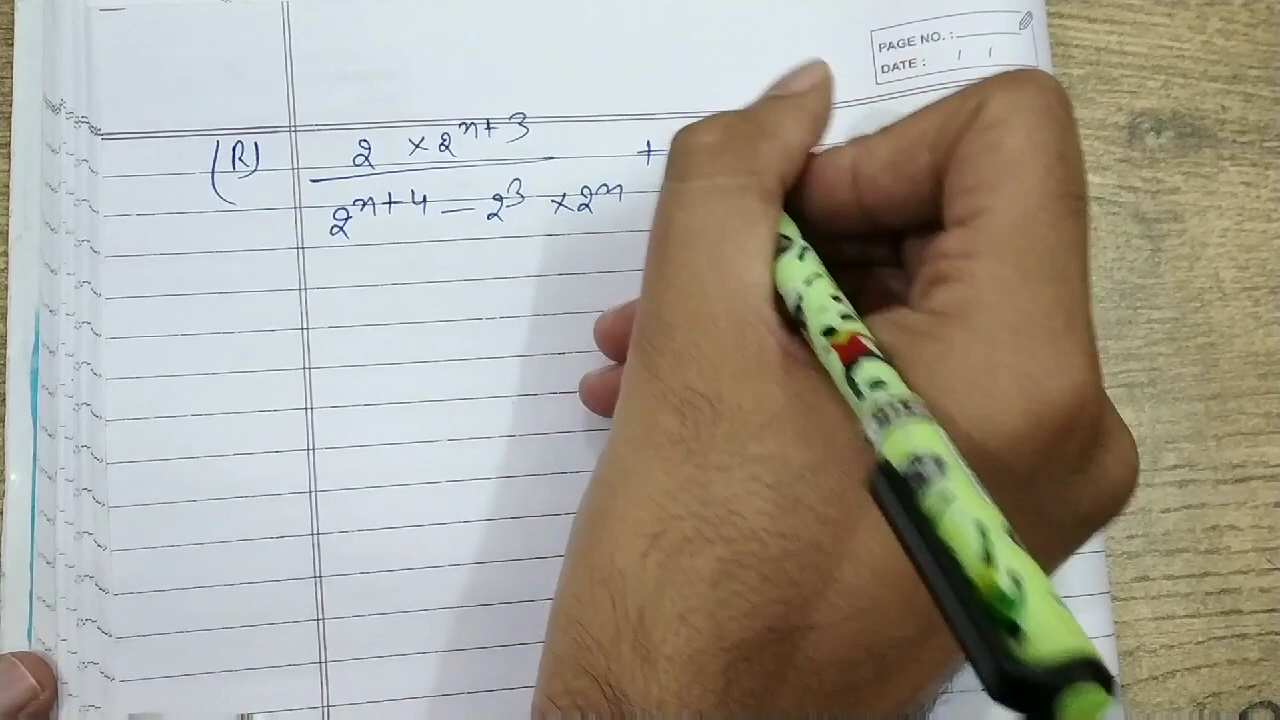 PAGE NO. :
DATE : / /
(R) 2 × 2^{n+3} +
2^{n+4} - 2^3 × 2^n